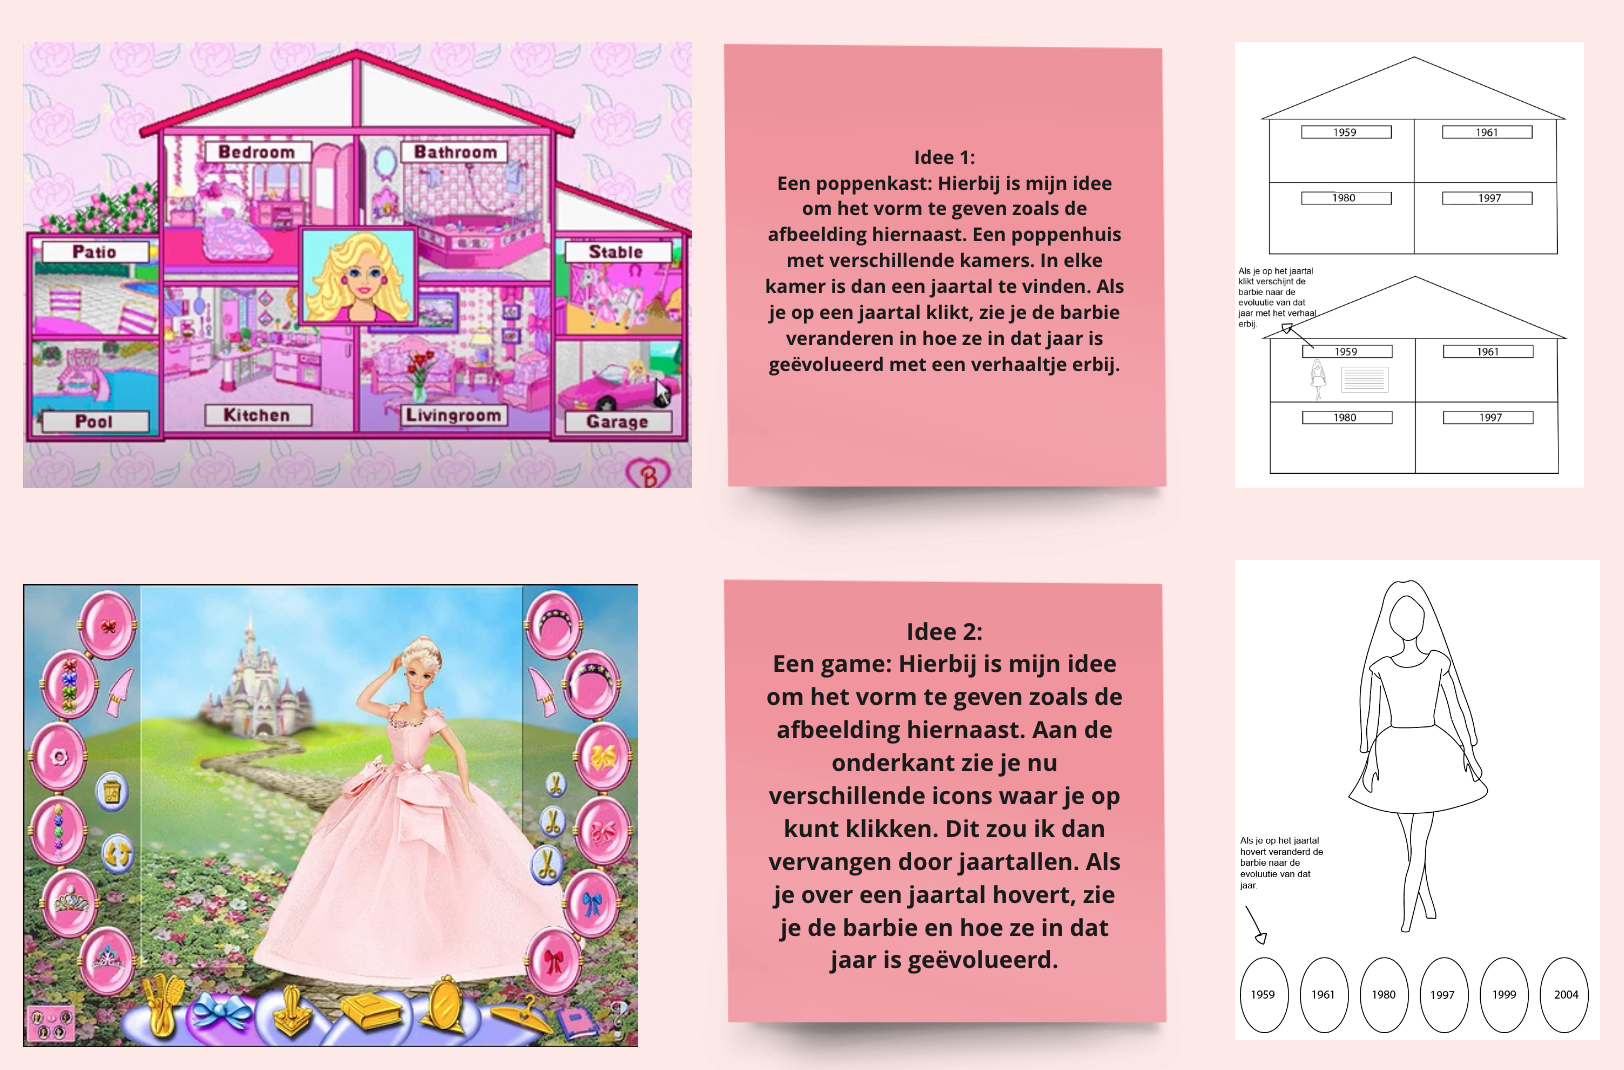 Bedroom
Bathroom
Patio
Stable
Pool
Kitchen
Livingroom
Garage
B
Idee 1:
Een poppenkast: Hierbij is mijn idee
om het vorm te geven zoals de
afbeelding hiernaast. Een poppenhuis
met verschillende kamers. In elke
kamer is dan een jaartal te vinden. Als
je op een jaartal klikt, zie je de barbie
veranderen in hoe ze in dat jaar is
geëvolueerd met een verhaaltje erbij.
1959
1961
1980
1997
Als je op het jaartal
klikt verschijnt de
barbie naar de
evoluutie van dat
jaar met het verhaal
erbij.
1959
1961
1980
1997
Idee 2:
Een game: Hierbij is mijn idee
om het vorm te geven zoals de
afbeelding hiernaast. Aan de
onderkant zie je nu
verschillende icons waar je op
kunt klikken. Dit zou ik dan
vervangen door jaartallen. Als
je over een jaartal hovert, zie
je de barbie en hoe ze in dat
jaar is geëvolueerd.
Als je op het jaartal
hovert veranderd de
barbie naar de
evoluutie van dat
jaar.
1959
1961
1980
1997
1999
2004